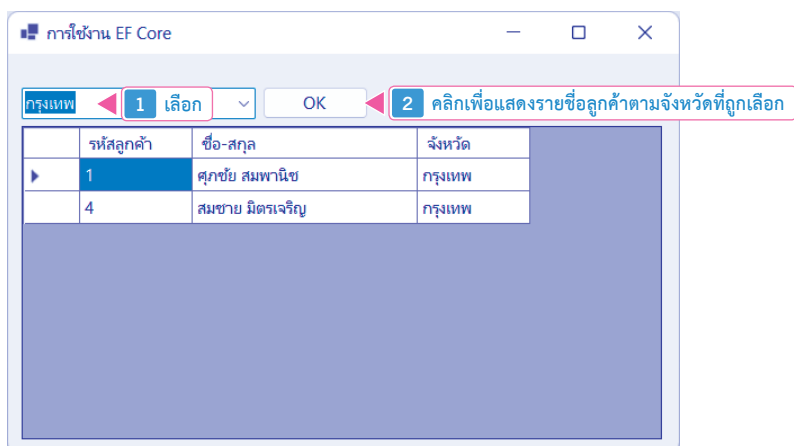 การใช้งาน EF Core
กรุงเทพ 1 เลือก OK 2 คลิกเพื่อแสดงรายชื่อลูกค้าตามจังหวัดที่ถูกเลือก
รหัสลูกค้า ชื่อ-สกุล จังหวัด
1 ศุภชัย สมพานิช กรุงเทพ
4 สมชาย มิตรเจริญ กรุงเทพ